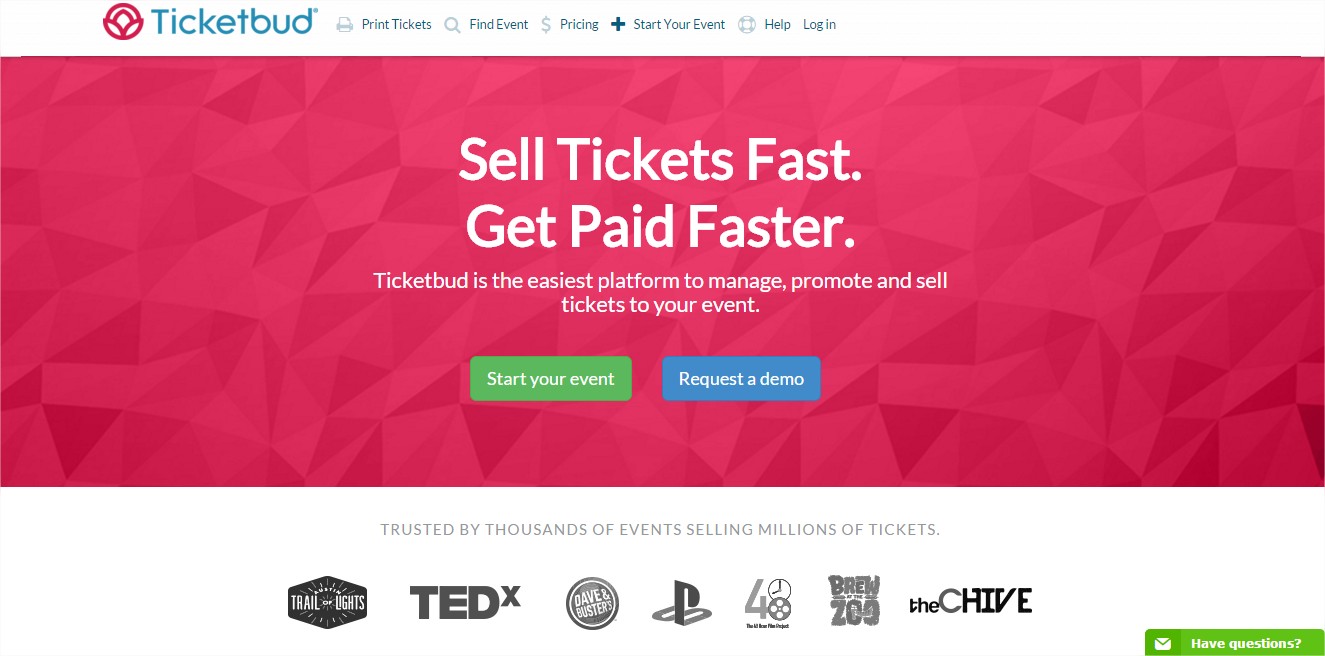 Ticketbud®
Print Tickets
Find Event
$ Pricing
Start Your Event
Help
Log in
Sell Tickets Fast.
Get Paid Faster.
Ticketbud is the easiest platform to manage, promote and sell
tickets to your event.
Start your event
Request a demo
TRUSTED BY THOUSANDS OF EVENTS SELLING MILLIONS OF TICKETS.
AUSTIN
TRAIL OF LIGHTS
TEDx
DAVE &
BUSTER'S
48
The 48 Hour Film Project
BREW
AT THE
ZOO
theCHIVE
Have questions?